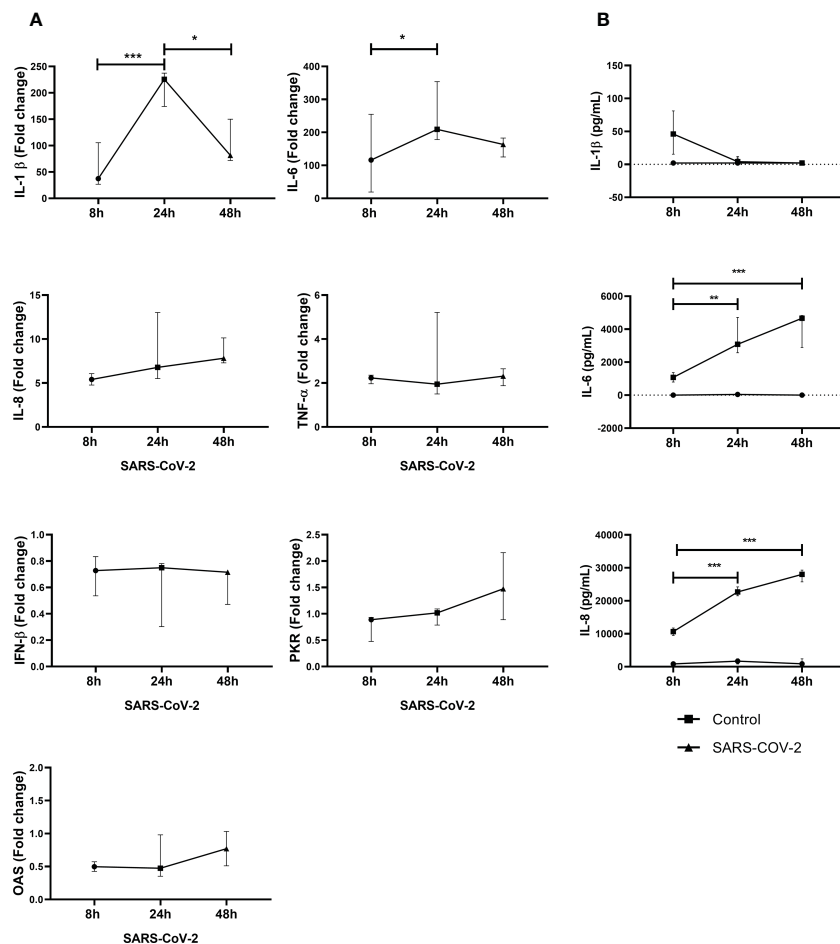 A
B
***
*
IL-1 β (Fold change)
250
200
150
100
50
0
8h 24h 48h
*
IL-6 (Fold change)
400
300
200
100
0
8h 24h 48h
IL-1β (pg/mL)
150
100
50
0
-50
8h 24h 48h
IL-8 (Fold change)
15
10
5
0
8h 24h 48h
SARS-CoV-2
TNF-α (Fold change)
6
4
2
0
8h 24h 48h
SARS-CoV-2
***
**
IL-6 (pg/mL)
6000
4000
2000
0
-2000
8h 24h 48h
IFN-β (Fold change)
1.0
0.8
0.6
0.4
0.2
0.0
8h 24h 48h
SARS-CoV-2
PKR (Fold change)
2.5
2.0
1.5
1.0
0.5
0.0
8h 24h 48h
SARS-CoV-2
***
***
IL-8 (pg/mL)
40000
30000
20000
10000
0
8h 24h 48h
Control
SARS-COV-2
OAS (Fold change)
2.0
1.5
1.0
0.5
0.0
8h 24h 48h
SARS-CoV-2